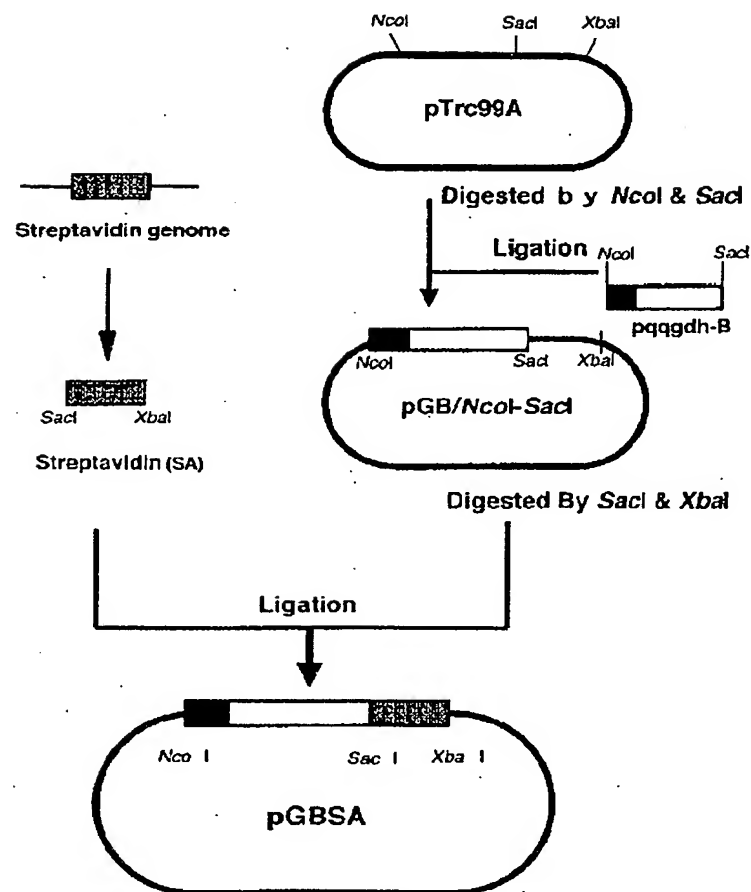 NcoI SacI XbaI
pTrc99A
Digested b y NcoI & SacI
Streptavidin genome
Ligation
NcoI SacI
pqqgdh-B
NcoI SacI XbaI
pGB/NcoI-SacI
SacI XbaI
Streptavidin (SA)
Digested By SacI & XbaI
Ligation
Nco I Sac I Xba I
pGBSA